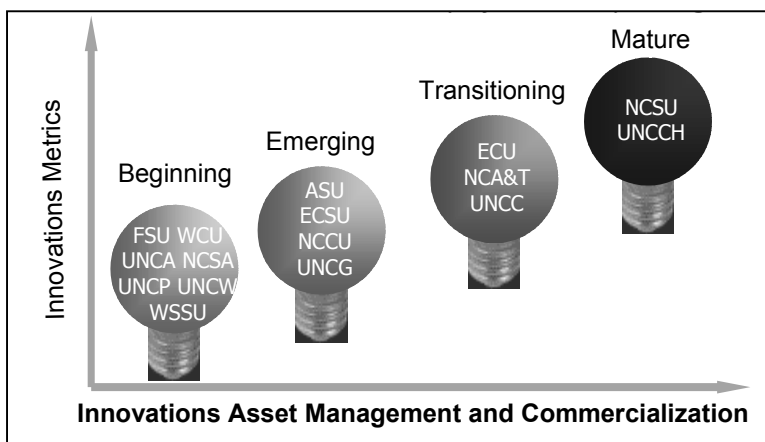 Mature
NCSU
UNCCH
Transitioning
ECU
NCA&T
UNCC
Emerging
ASU
ECSU
NCCU
UNCG
Beginning
FSU WCU
UNCA NCSA
UNCP UNCW
WSSU
Innovations Metrics
Innovations Asset Management and Commercialization